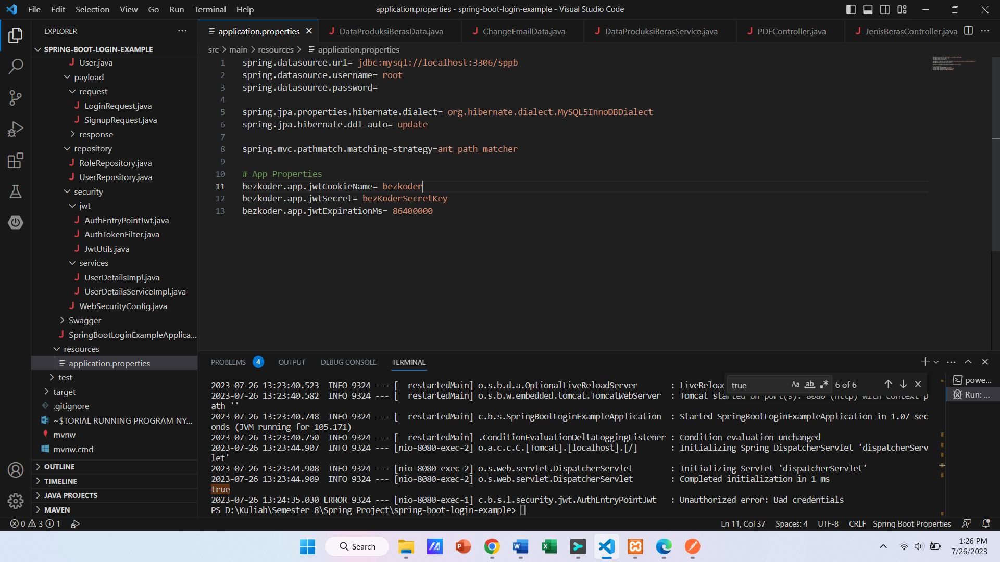 File Edit Selection View Go Run Terminal Help
application.properties - spring-boot-login-example - Visual Studio Code
EXPLORER
SPRING-BOOT-LOGIN-EXAMPLE
User.java
payload
request
LoginRequest.java
SignupRequest.java
response
repository
RoleRepository.java
UserRepository.java
security
jwt
AuthEntryPointJwt.java
AuthTokenFilter.java
JwtUtils.java
services
UserDetailsImpl.java
UserDetailsServiceImpl.java
WebSecurityConfig.java
Swagger
SpringBootLoginExampleApplica...
resources
application.properties
test
target
.gitignore
~$TORIAL RUNNING PROGRAM NY...
mvnw
mvnw.cmd
OUTLINE
TIMELINE
JAVA PROJECTS
MAVEN
application.properties DataProduksiBerasData.java ChangeEmailData.java DataProduksiBerasService.java PDFController.java JenisBerasController.java
src > main > resources > application.properties
1 spring.datasource.url= jdbc:mysql://localhost:3306/sppb
2 spring.datasource.username= root
3 spring.datasource.password=
4
5 spring.jpa.properties.hibernate.dialect= org.hibernate.dialect.MySQL5InnoDBDialect
6 spring.jpa.hibernate.ddl-auto= update
7
8 spring.mvc.pathmatch.matching-strategy=ant_path_matcher
9
10 # App Properties
11 bezkoder.app.jwtCookieName= bezkoder
12 bezkoder.app.jwtSecret= bezKoderSecretKey
13 bezkoder.app.jwtExpirationMs= 86400000
PROBLEMS 4 OUTPUT DEBUG CONSOLE TERMINAL
true Aa ab 6 of 6
powe...
Run: ...
2023-07-26 13:23:40.523 INFO 9324 --- [ restartedMain] o.s.b.d.a.OptionalLiveReloadServer : LiveReload
2023-07-26 13:23:40.582 INFO 9324 --- [ restartedMain] o.s.b.w.embedded.tomcat.TomcatWebServer : Tomcat started on port(s): 8080 (http) with context p
ath ''
2023-07-26 13:23:40.748 INFO 9324 --- [ restartedMain] c.b.s.SpringBootLoginExampleApplication : Started SpringBootLoginExampleApplication in 1.07 sec
onds (JVM running for 105.171)
2023-07-26 13:23:40.750 INFO 9324 --- [ restartedMain] .ConditionEvaluationDeltaLoggingListener : Condition evaluation unchanged
2023-07-26 13:23:44.907 INFO 9324 --- [nio-8080-exec-2] o.a.c.c.C.[Tomcat].[localhost].[/] : Initializing Spring DispatcherServlet 'dispatcherServ
let'
2023-07-26 13:23:44.908 INFO 9324 --- [nio-8080-exec-2] o.s.web.servlet.DispatcherServlet : Initializing Servlet 'dispatcherServlet'
2023-07-26 13:23:44.909 INFO 9324 --- [nio-8080-exec-2] o.s.web.servlet.DispatcherServlet : Completed initialization in 1 ms
true
2023-07-26 13:24:35.030 ERROR 9324 --- [nio-8080-exec-1] c.b.s.l.security.jwt.AuthEntryPointJwt : Unauthorized error: Bad credentials
PS D:\Kuliah\Semester 8\Spring Project\spring-boot-login-example>
0 3 1
Ln 11, Col 37 Spaces: 4 UTF-8 CRLF Spring Boot Properties
Search
1:26 PM
7/26/2023